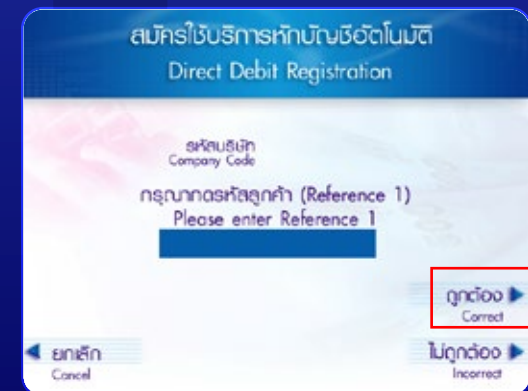 สมัครใช้บริการหักบัญชีอัตโนมัติ
Direct Debit Registration
รหัสบริษัท
Company Code
กรุณากดรหัสลูกค้า (Reference 1)
Please enter Reference 1
ถูกต้อง
Correct
ยกเลิก
Cancel
ไม่ถูกต้อง
Incorrect